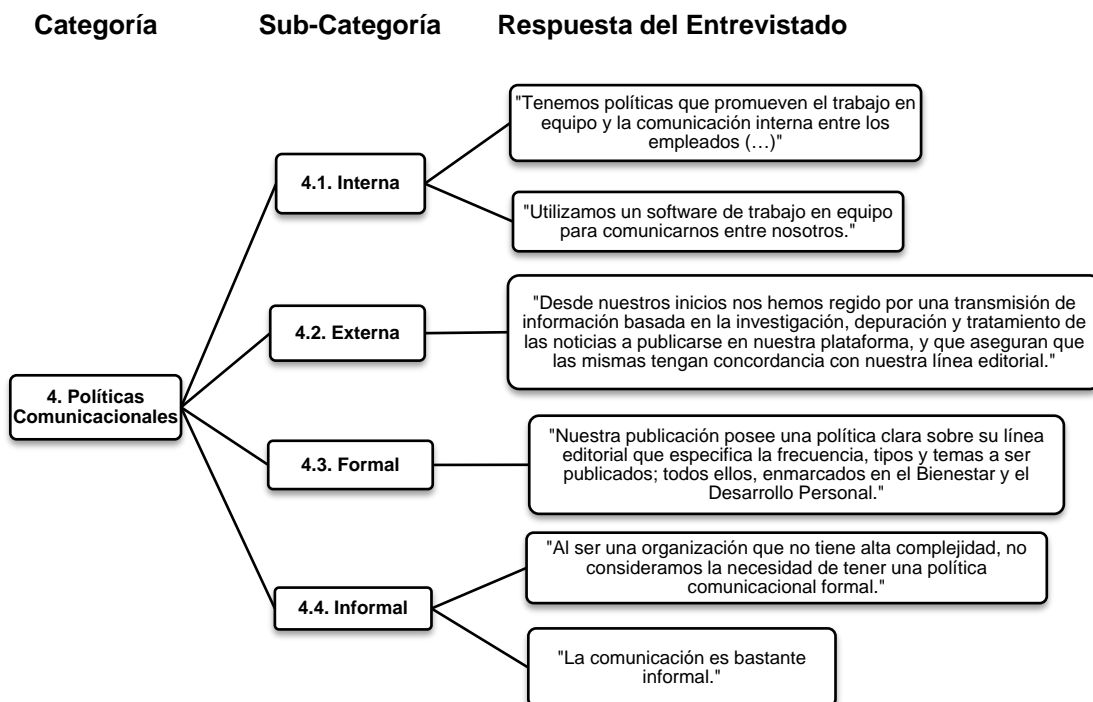 Categoría Sub-Categoría Respuesta del Entrevistado
"Tenemos políticas que promueven el trabajo en
equipo y la comunicación interna entre los
empleados (…)"
4.1. Interna
"Utilizamos un software de trabajo en equipo
para comunicarnos entre nosotros."
4.2. Externa
"Desde nuestros inicios nos hemos regido por una transmisión de
información basada en la investigación, depuración y tratamiento de
las noticias a publicarse en nuestra plataforma, y que aseguran que
las mismas tengan concordancia con nuestra línea editorial."
4. Políticas
Comunicacionales
4.3. Formal
"Nuestra publicación posee una política clara sobre su línea
editorial que especifica la frecuencia, tipos y temas a ser
publicados; todos ellos, enmarcados en el Bienestar y el
Desarrollo Personal."
4.4. Informal
"Al ser una organización que no tiene alta complejidad, no
consideramos la necesidad de tener una política
comunicacional formal."
"La comunicación es bastante
informal."